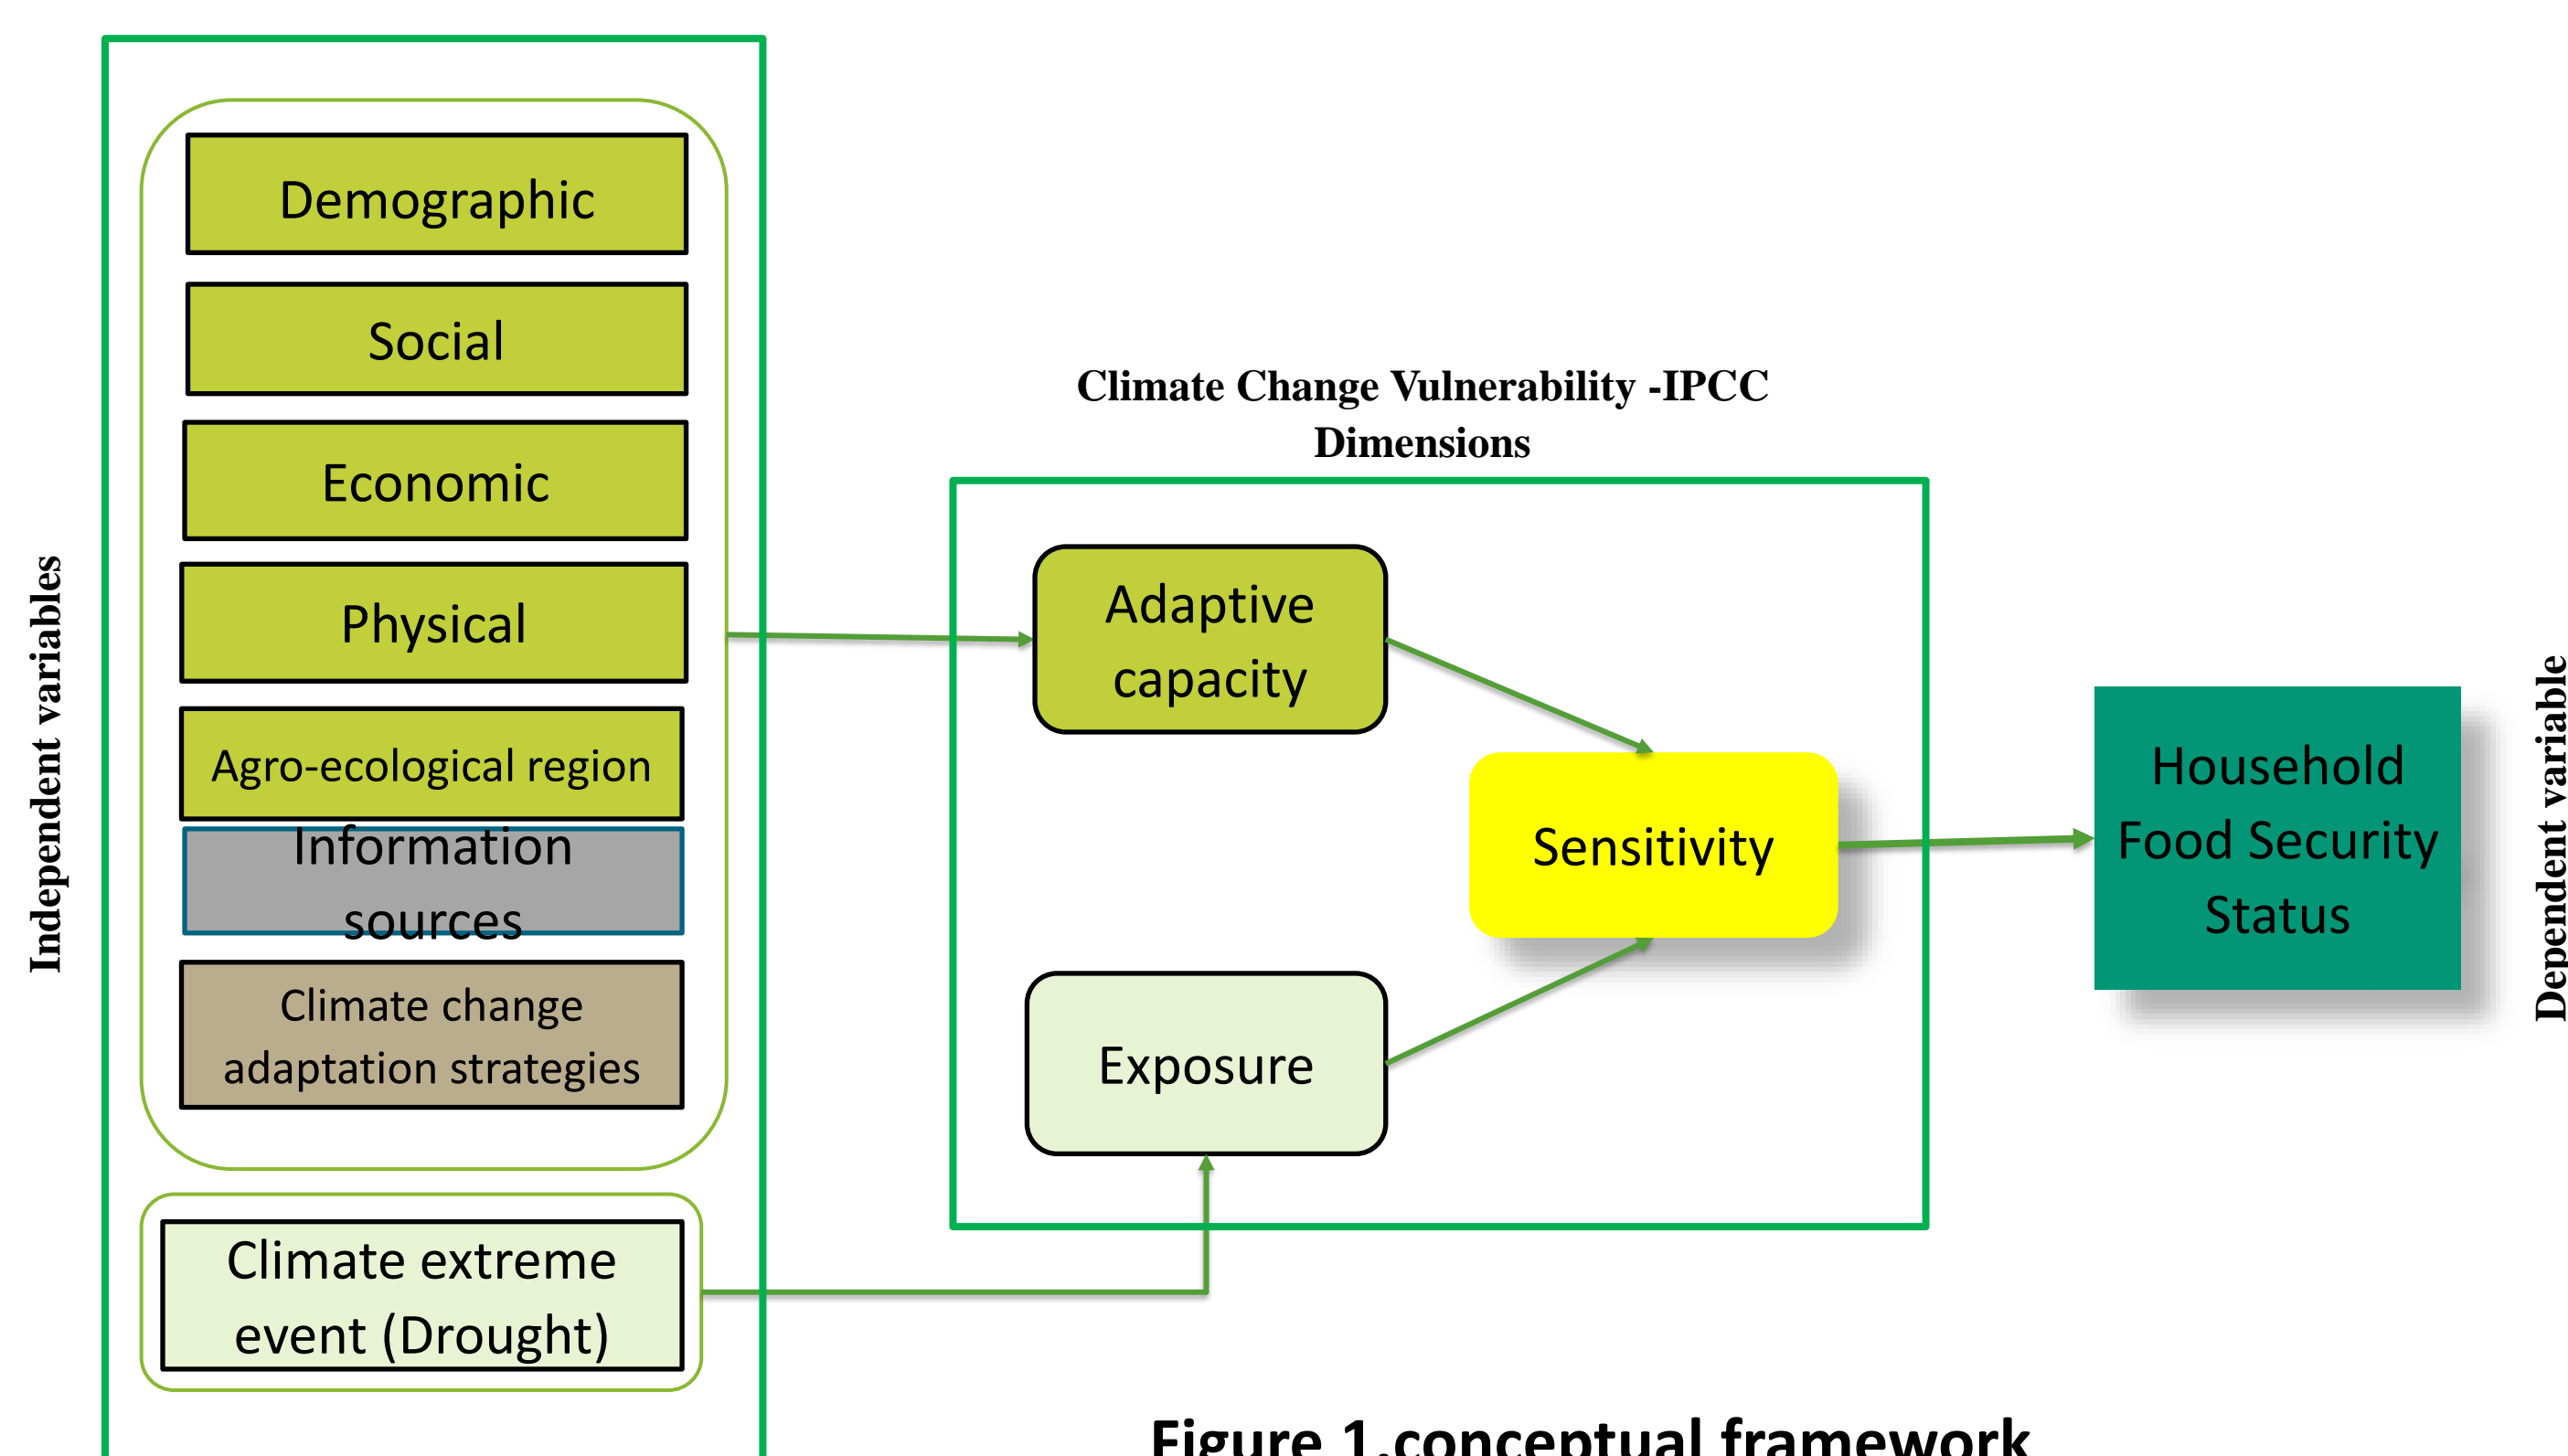 Independent variables
Demographic
Social
Economic
Physical
Agro-ecological region
Information
sources
Climate change
adaptation strategies
Climate extreme
event (Drought)
Climate Change Vulnerability -IPCC
Dimensions
Adaptive
capacity
Sensitivity
Exposure
Household
Food Security
Status
Dependent variable
Figure 1.conceptual framework